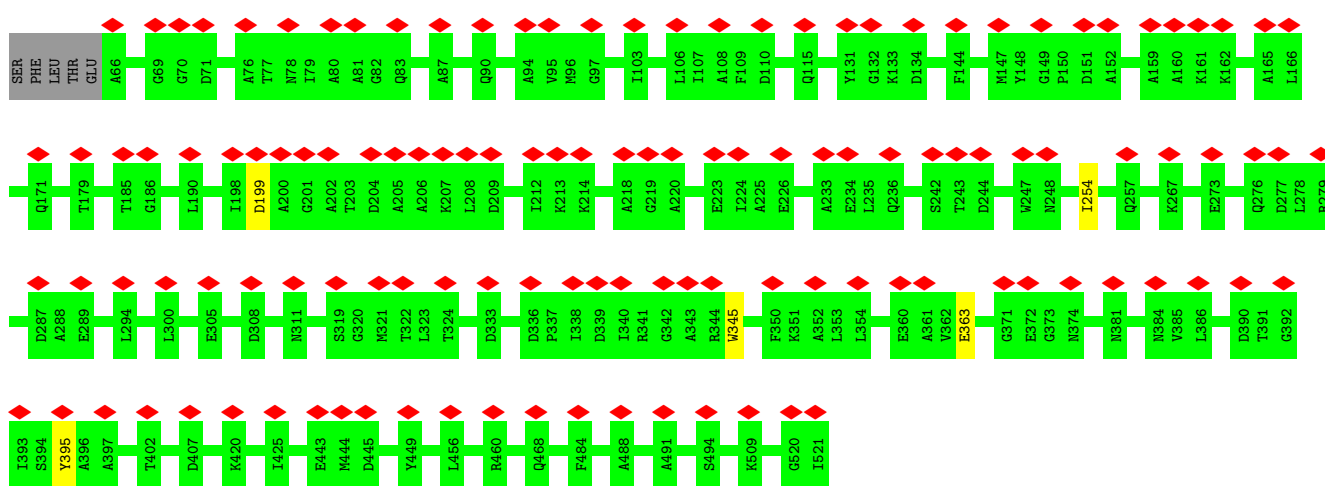 SER PHE LEU THR GLU A66 G69 G70 D71 A76 T77 N78 I79 A80 A81 G82 Q83 A87 Q90 A94 V95 M96 G97 I103 L106 I107 A108 F109 D110 Q115 Y131 G132 K133 D134 F144 M147 Y148 G149 P150 D151 A152 A159 A160 K161 K162 A165 L166
Q171 T179 T185 G186 L190 I198 D199 A200 G201 A202 T203 D204 A205 A206 K207 L208 D209 I212 K213 K214 A218 G219 A220 E223 I224 A225 E226 A233 E234 L235 Q236 S242 T243 D244 W247 N248 I254 Q257 K267 E273 Q276 D277 L278 R279
D287 A288 E289 L294 L300 E305 D308 N311 S319 G320 M321 T322 L323 T324 D333 D336 P337 I338 D339 I340 R341 G342 A343 R344 W345 F350 K351 A352 L353 L354 E360 A361 V362 E363 G371 E372 G373 N374 N381 N384 V385 L386 D390 T391 G392
I393 S394 Y395 A396 A397 T402 D407 K420 I425 E443 M444 D445 Y449 L456 R460 Q468 F484 A488 A491 S494 K509 G520 I521